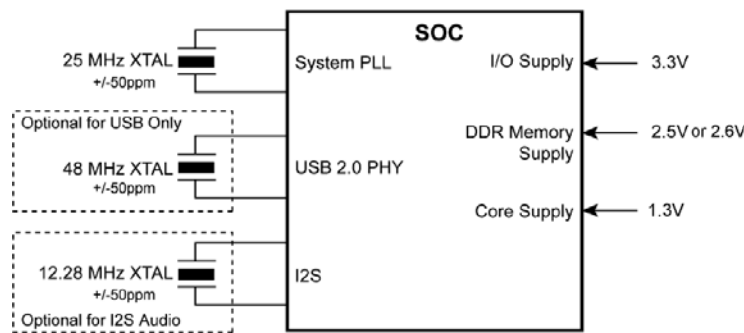 SOC
25 MHz XTAL
+/-50ppm
System PLL
I/O Supply
3.3V
Optional for USB Only
48 MHz XTAL
+/-50ppm
USB 2.0 PHY
DDR Memory
Supply
2.5V or 2.6V
Core Supply
1.3V
12.28 MHz XTAL
+/-50ppm
Optional for I2S Audio
I2S